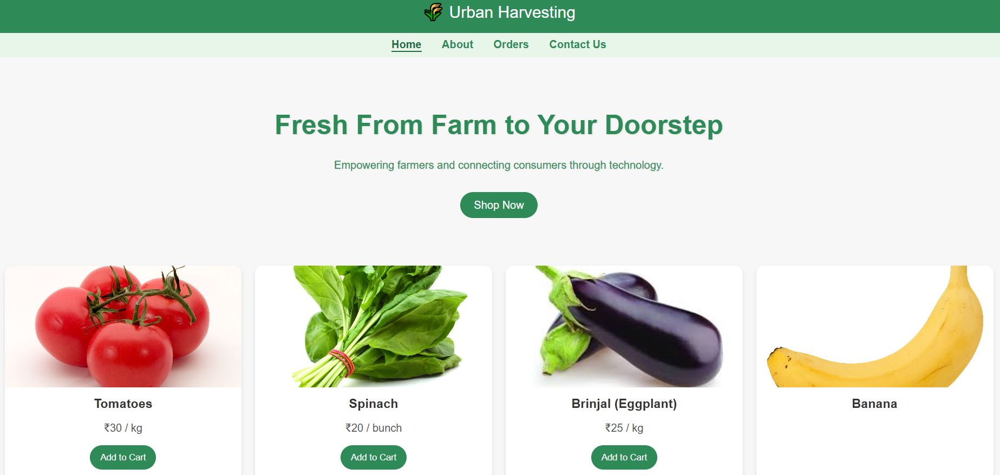 Urban Harvesting
Home About Orders Contact Us
Fresh From Farm to Your Doorstep
Empowering farmers and connecting consumers through technology.
Shop Now
Tomatoes
₹30 / kg
Add to Cart
Spinach
₹20 / bunch
Add to Cart
Brinjal (Eggplant)
₹25 / kg
Add to Cart
Banana